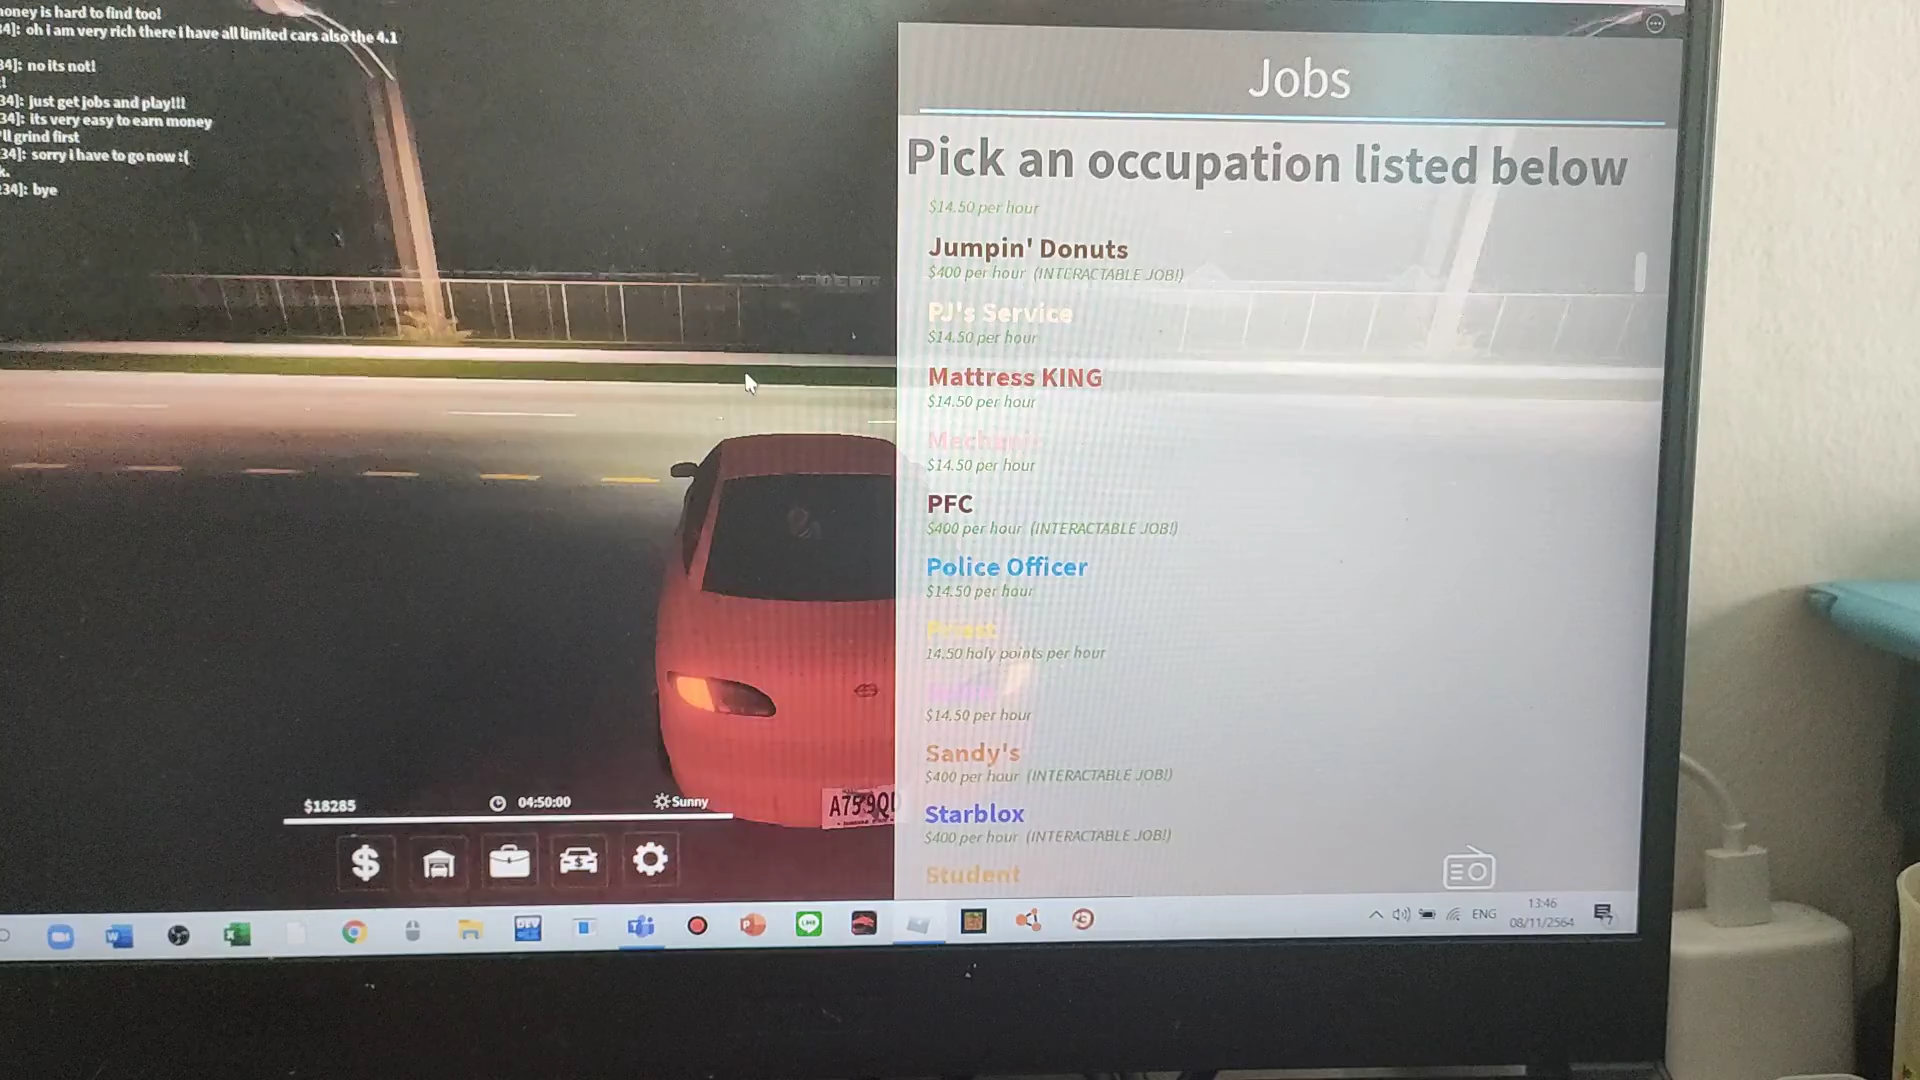 oney is hard to find too!
34]: oh i am very rich there i have all limited cars also the 4.1
34]: no its not!
!
34]: just get jobs and play!!!
34]: its very easy to earn money
'll grind first
34]: sorry i have to go now :(
k.
34]: bye
Jobs
Pick an occupation listed below
$14.50 per hour
Jumpin' Donuts
$400 per hour (INTERACTABLE JOB!)
PJ's Service
$14.50 per hour
Mattress KING
$14.50 per hour
Mechanic
$14.50 per hour
PFC
$400 per hour (INTERACTABLE JOB!)
Police Officer
$14.50 per hour
Priest
14.50 holy points per hour
$14.50 per hour
Sandy's
$400 per hour (INTERACTABLE JOB!)
Starblox
$400 per hour (INTERACTABLE JOB!)
Student
$18285
04:50:00
Sunny
A759Q
ENG
13:46
08/11/2564